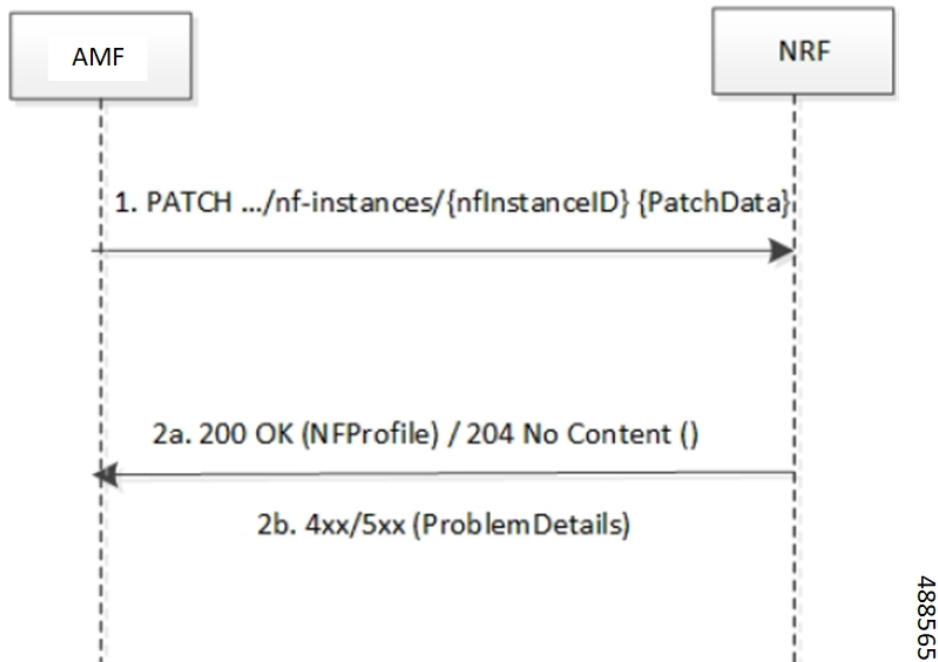 AMF
NRF
1. PATCH .../nf-instances/{nfInstanceID} {PatchData}
2a. 200 OK (NFProfile) / 204 No Content ()
2b. 4xx/5xx (ProblemDetails)
488565